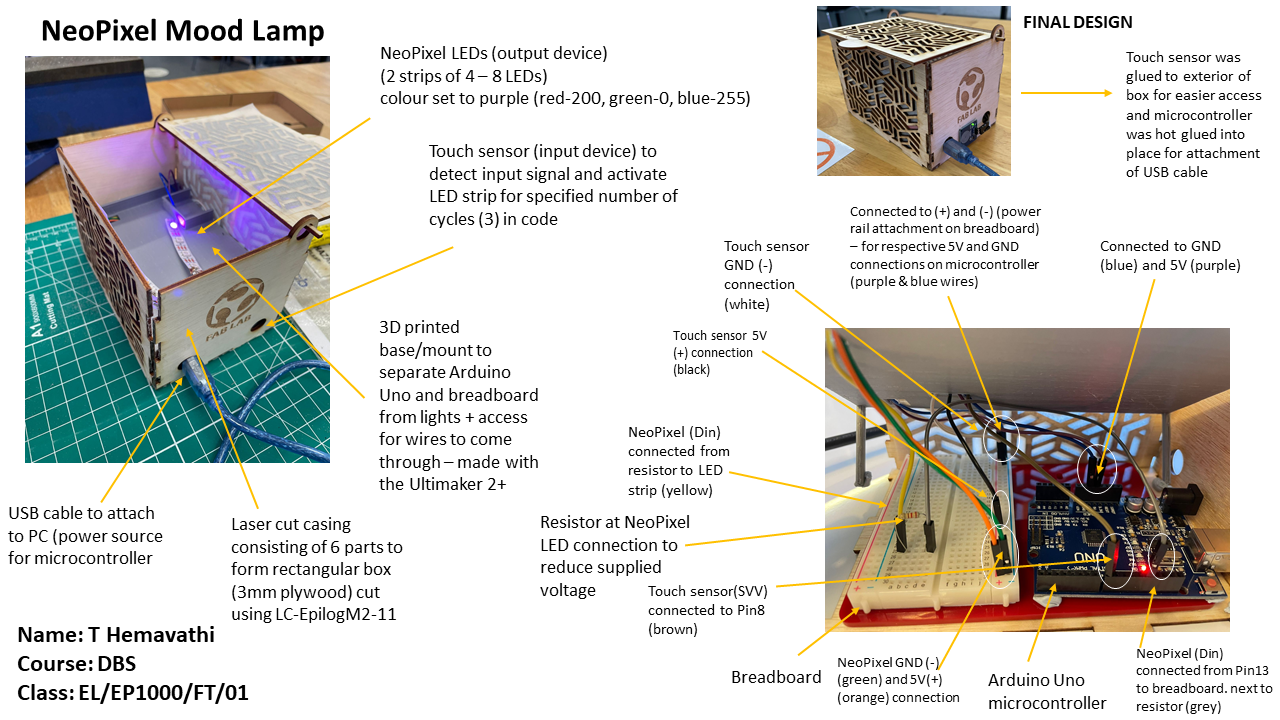 NeoPixel Mood Lamp
NeoPixel LEDs (output device)
(2 strips of 4 – 8 LEDs)
colour set to purple (red-200, green-0, blue-255)
Touch sensor (input device) to
detect input signal and activate
LED strip for specified number of
cycles (3) in code
3D printed
base/mount to
separate Arduino
Uno and breadboard
from lights + access
for wires to come
through – made with
the Ultimaker 2+
A1 900X600MM
Cutting Mat
FAB LAB
USB cable to attach
to PC (power source
for microcontroller
Laser cut casing
consisting of 6 parts to
form rectangular box
(3mm plywood) cut
using LC-EpilogM2-11
Name: T Hemavathi
Course: DBS
Class: EL/EP1000/FT/01
FINAL DESIGN
FAB LAB
Touch sensor was
glued to exterior of
box for easier access
and microcontroller
was hot glued into
place for attachment
of USB cable
Touch sensor
GND (-)
connection
(white)
Connected to (+) and (-) (power
rail attachment on breadboard)
– for respective 5V and GND
connections on microcontroller
(purple & blue wires)
Connected to GND
(blue) and 5V (purple)
Touch sensor 5V
(+) connection
(black)
NeoPixel (Din)
connected from
resistor to LED
strip (yellow)
Resistor at NeoPixel
LED connection to
reduce supplied
voltage
Touch sensor(SVV)
connected to Pin8
(brown)
UNO
Breadboard
NeoPixel GND (-)
(green) and 5V(+)
(orange) connection
Arduino Uno
microcontroller
NeoPixel (Din)
connected from Pin13
to breadboard. next to
resistor (grey)